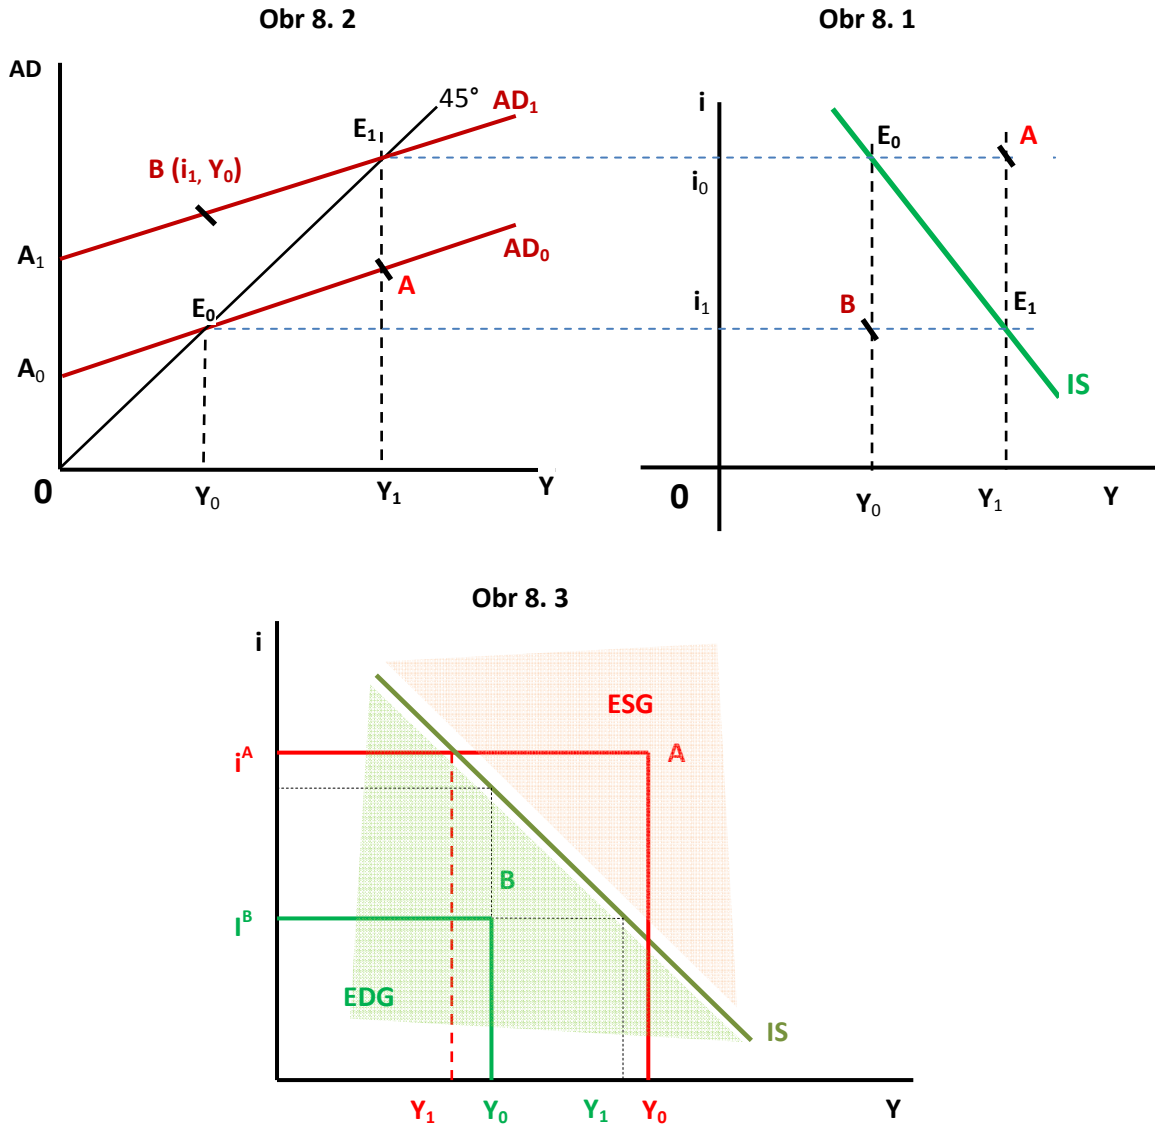 Obr 8. 2
AD
45°
AD₁
E₁
B (i₁, Y₀)
A₁
AD₀
A
E₀
A₀
0
Y₀
Y₁
Y
Obr 8. 1
i
E₀
A
i₀
i₁
B
E₁
IS
0
Y₀
Y₁
Y
Obr 8. 3
i
ESG
iᴬ
A
B
Iᴮ
EDG
IS
Y₁
Y₀
Y₁
Y₀
Y